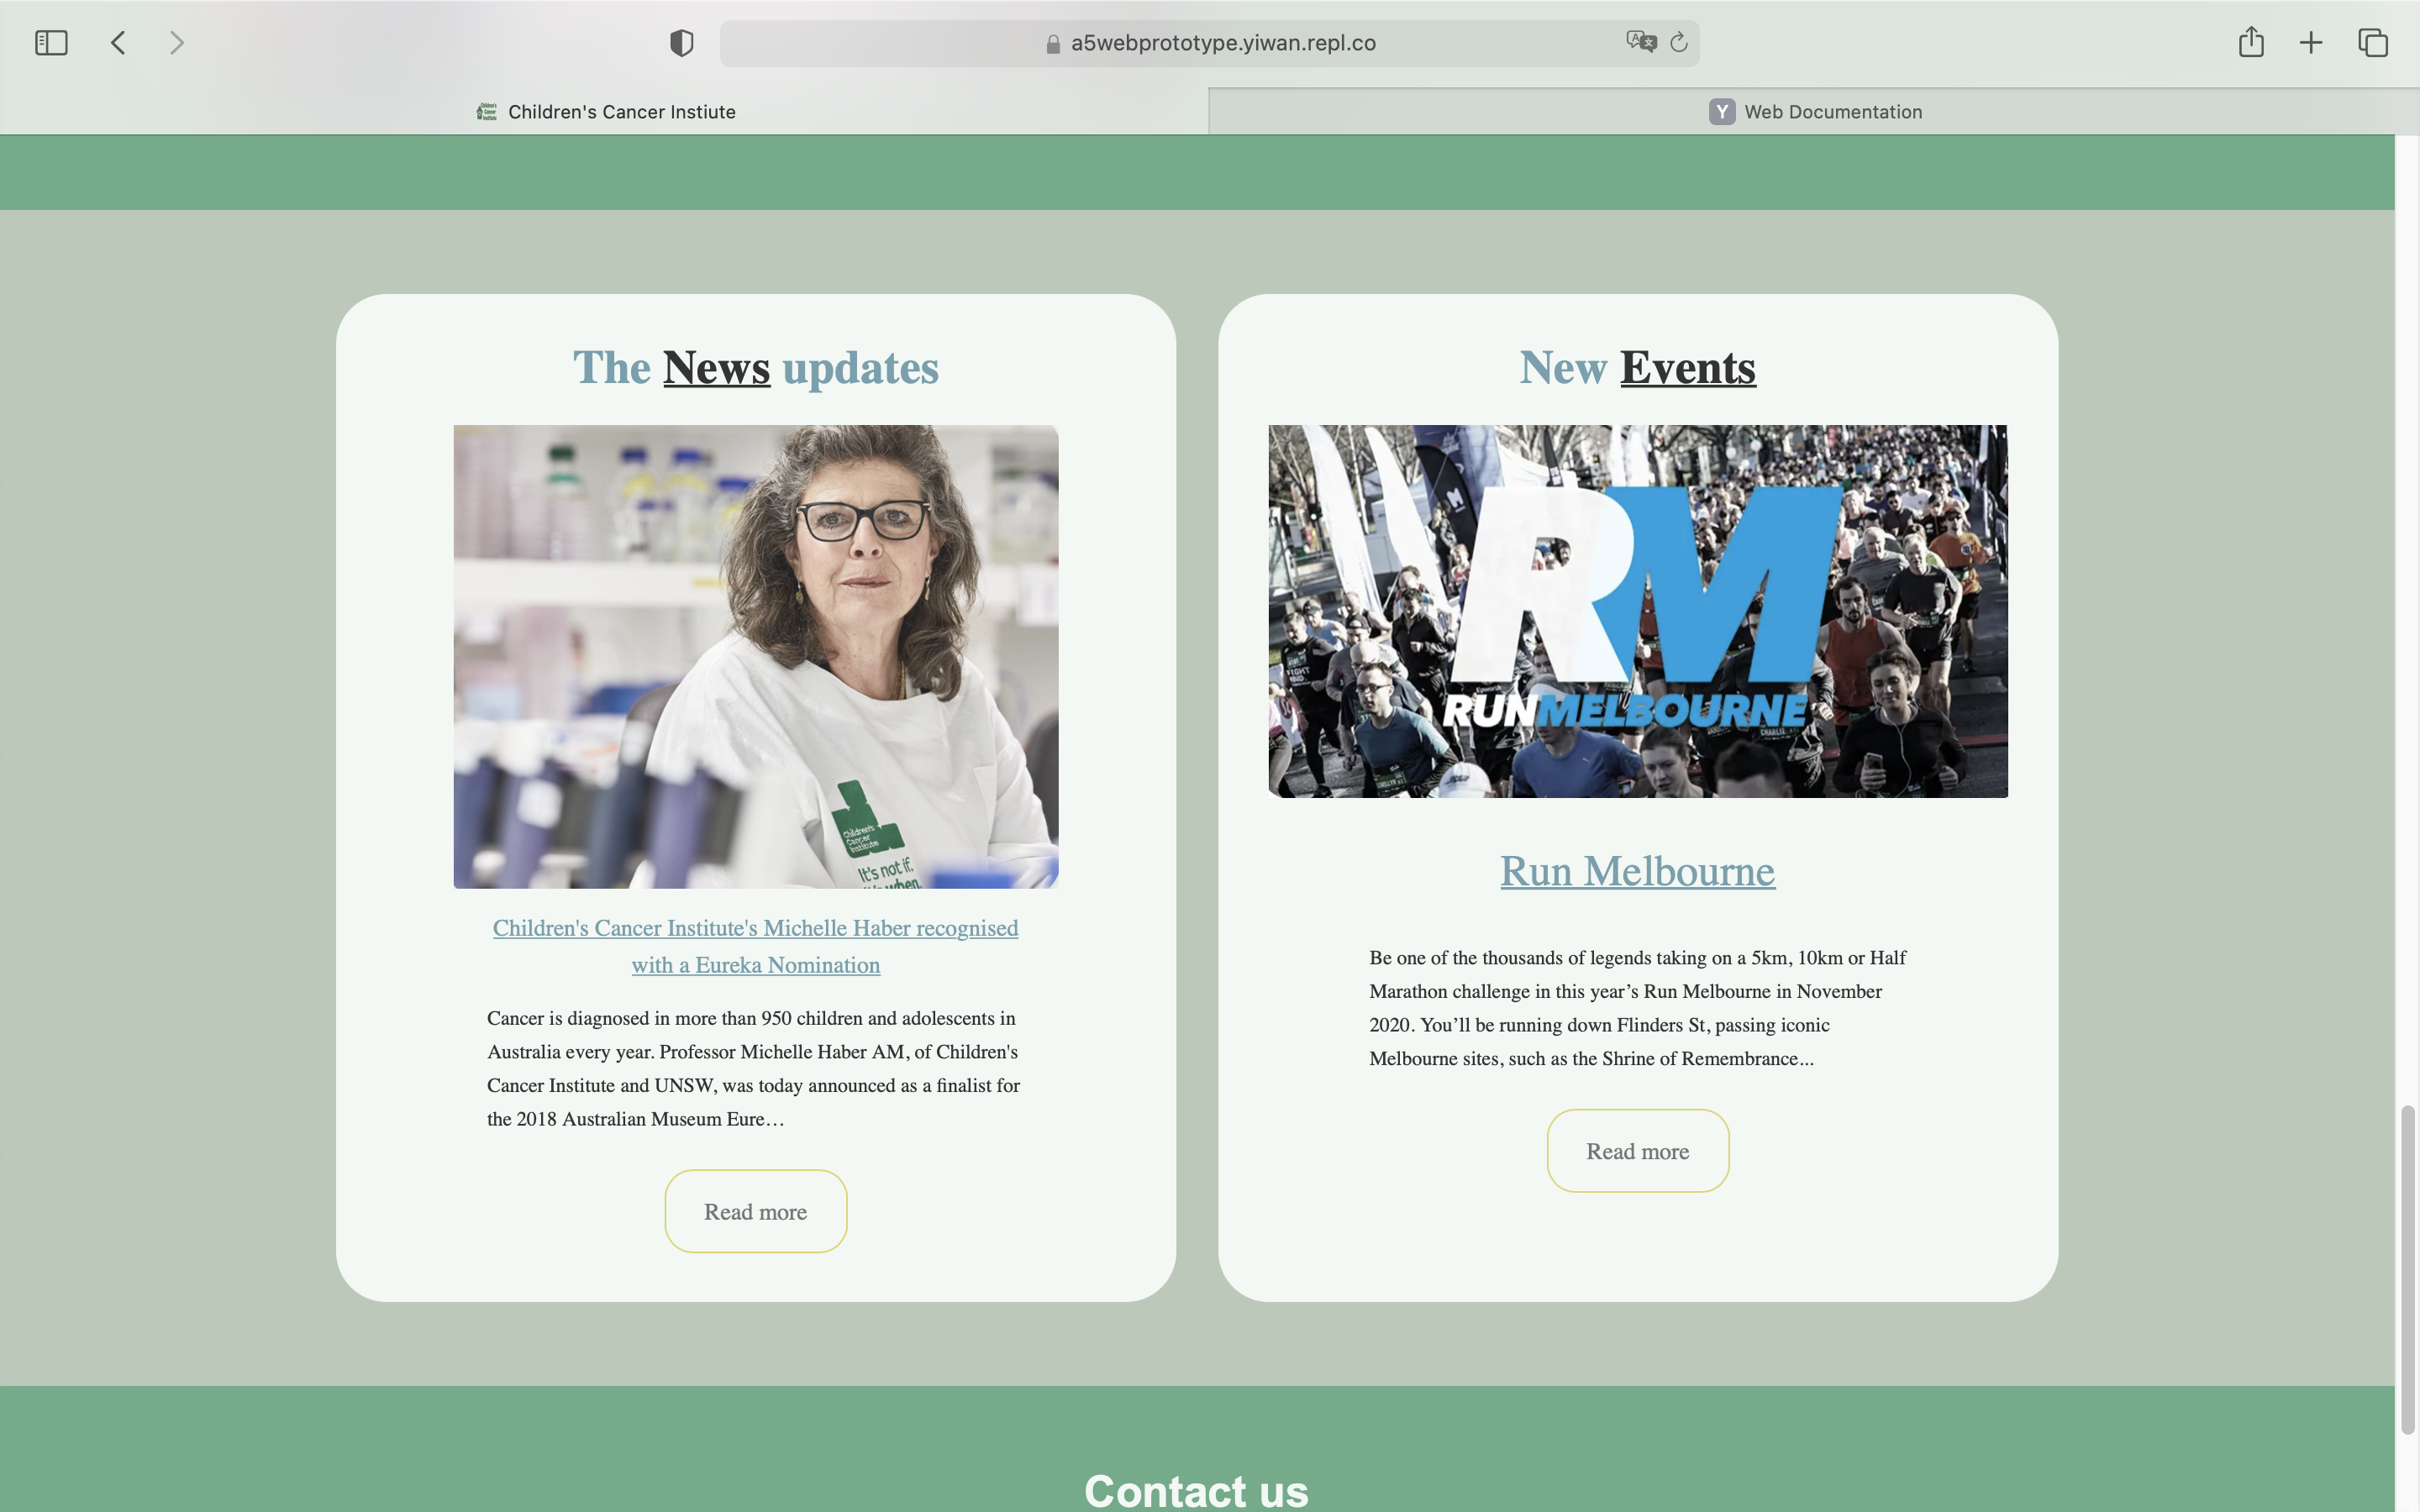 a5webprototype.yiwan.repl.co
Children's Cancer Instiute
Y Web Documentation
The News updates
Children's
Cancer
Institute
It's not if.
when.
Children's Cancer Institute's Michelle Haber recognised
with a Eureka Nomination
Cancer is diagnosed in more than 950 children and adolescents in
Australia every year. Professor Michelle Haber AM, of Children's
Cancer Institute and UNSW, was today announced as a finalist for
the 2018 Australian Museum Eure…
Read more
New Events
RM
RUNMELBOURNE
Run Melbourne
Be one of the thousands of legends taking on a 5km, 10km or Half
Marathon challenge in this year’s Run Melbourne in November
2020. You’ll be running down Flinders St, passing iconic
Melbourne sites, such as the Shrine of Remembrance...
Read more
Contact us